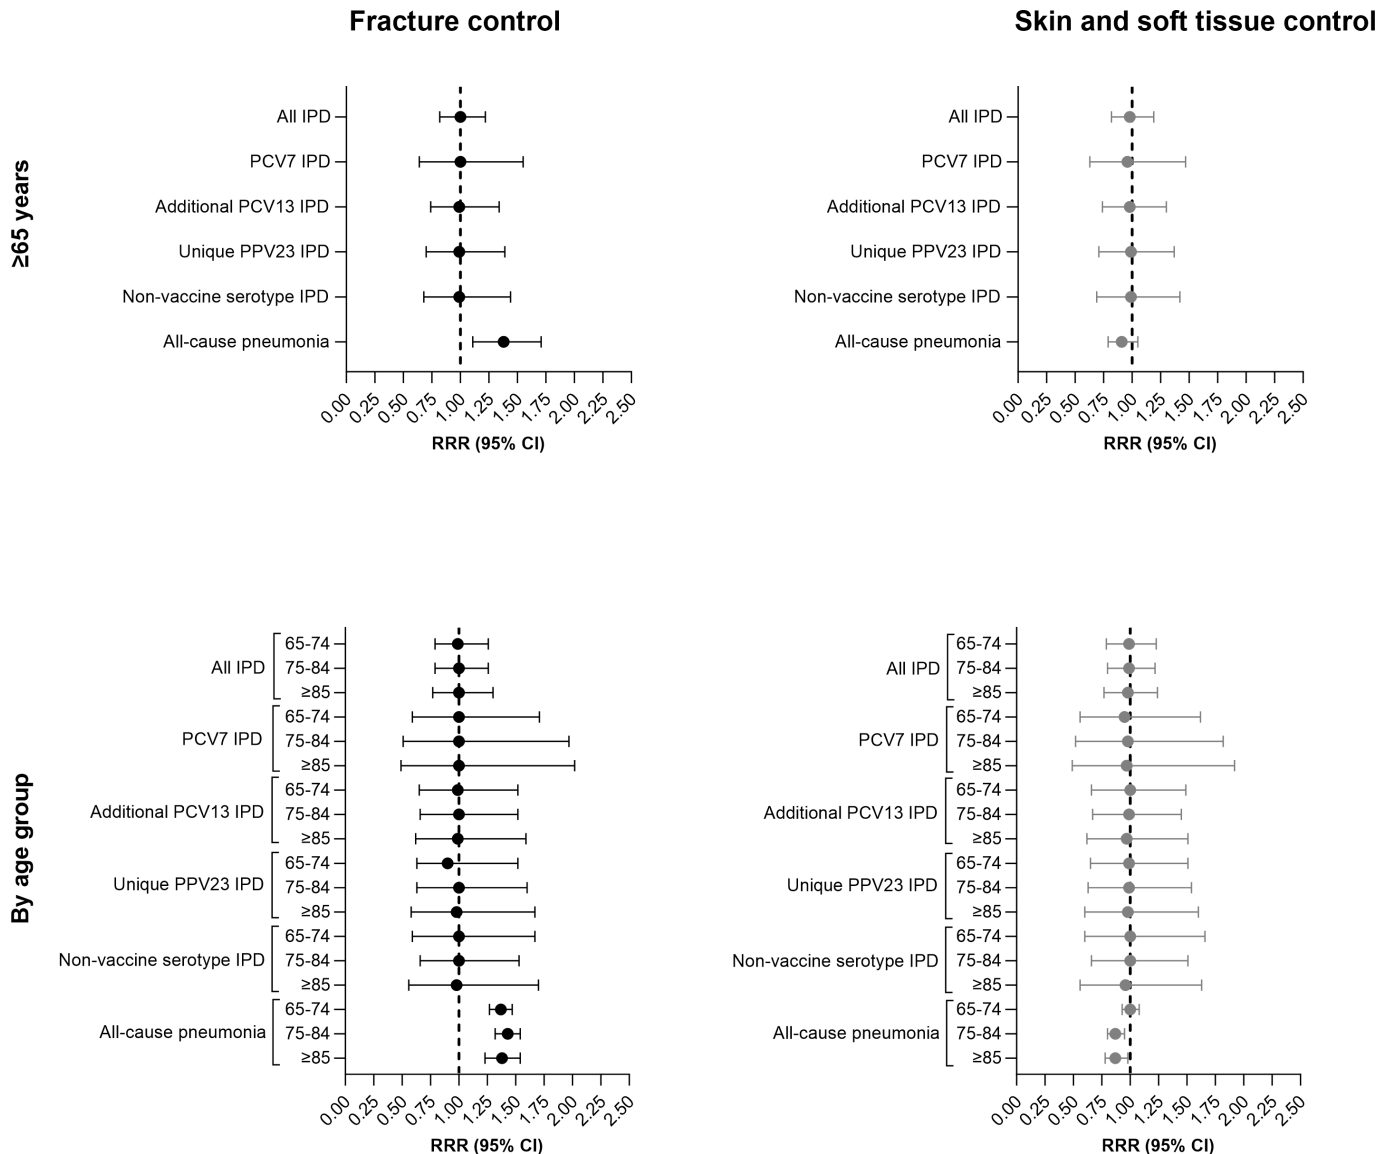 Fracture control
Skin and soft tissue control
≥65 years
All IPD
PCV7 IPD
Additional PCV13 IPD
Unique PPV23 IPD
Non-vaccine serotype IPD
All-cause pneumonia
0.00 0.25 0.50 0.75 1.00 1.25 1.50 1.75 2.00 2.25 2.50
RRR (95% CI)
All IPD
PCV7 IPD
Additional PCV13 IPD
Unique PPV23 IPD
Non-vaccine serotype IPD
All-cause pneumonia
0.00 0.25 0.50 0.75 1.00 1.25 1.50 1.75 2.00 2.25 2.50
RRR (95% CI)
By age group
All IPD
65-74
75-84
≥85
PCV7 IPD
65-74
75-84
≥85
Additional PCV13 IPD
65-74
75-84
≥85
Unique PPV23 IPD
65-74
75-84
≥85
Non-vaccine serotype IPD
65-74
75-84
≥85
All-cause pneumonia
65-74
75-84
≥85
0.00 0.25 0.50 0.75 1.00 1.25 1.50 1.75 2.00 2.25 2.50
RRR (95% CI)
All IPD
65-74
75-84
≥85
PCV7 IPD
65-74
75-84
≥85
Additional PCV13 IPD
65-74
75-84
≥85
Unique PPV23 IPD
65-74
75-84
≥85
Non-vaccine serotype IPD
65-74
75-84
≥85
All-cause pneumonia
65-74
75-84
≥85
0.00 0.25 0.50 0.75 1.00 1.25 1.50 1.75 2.00 2.25 2.50
RRR (95% CI)